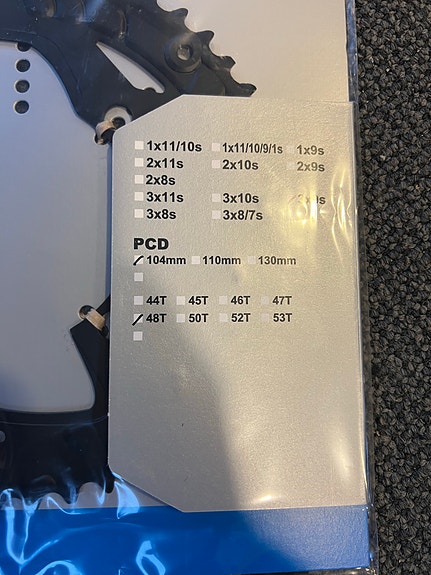 1x11/10s 1x11/10/9/1s 1x9s
2x11s 2x10s 2x9s
2x8s
3x11s 3x10s 3x9s
3x8s 3x8/7s
PCD
104mm 110mm 130mm
44T 45T 46T 47T
48T 50T 52T 53T